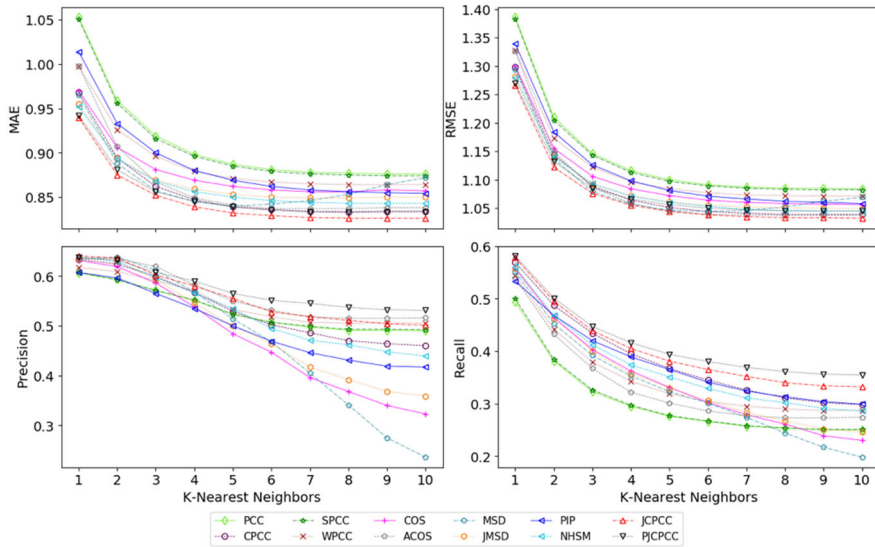 1.05
1.00
0.95
0.90
0.85
MAE
1.40
1.35
1.30
1.25
1.20
1.15
1.10
1.05
RMSE
0.6
0.5
0.4
0.3
Precision
1 2 3 4 5 6 7 8 9 10
K-Nearest Neighbors
0.6
0.5
0.4
0.3
0.2
Recall
1 2 3 4 5 6 7 8 9 10
K-Nearest Neighbors
PCC SPCC COS MSD PIP JCPCC
CPCC WPCC ACOS JMSD NHSM PJCPCC